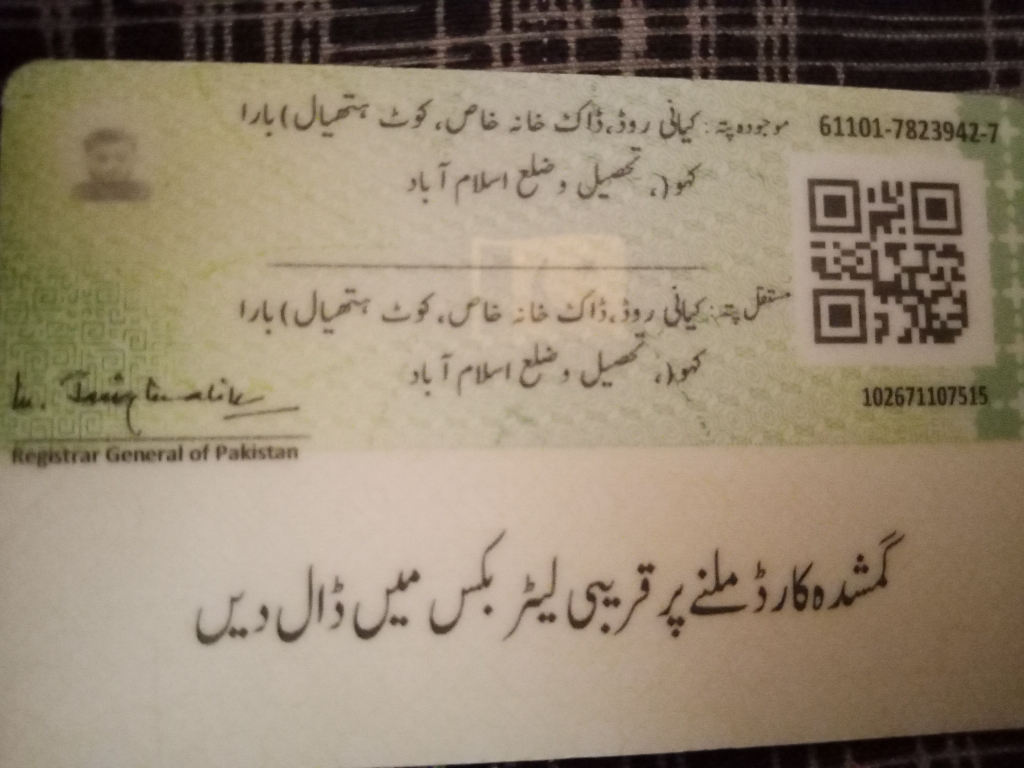 موجودہ پتہ: کیانی روڈ، ڈاک خانہ خاص، کوٹ ہتھیال)بارا
کہو(، تحصیل و ضلع اسلام آباد
61101-7823942-7
مستقل پتہ: کیانی روڈ، ڈاک خانہ خاص، کوٹ ہتھیال)بارا
کہو(، تحصیل و ضلع اسلام آباد
102671107515
Registrar General of Pakistan
گمشدہ کارڈ ملنے پر قریبی لیٹر بکس میں ڈال دیں